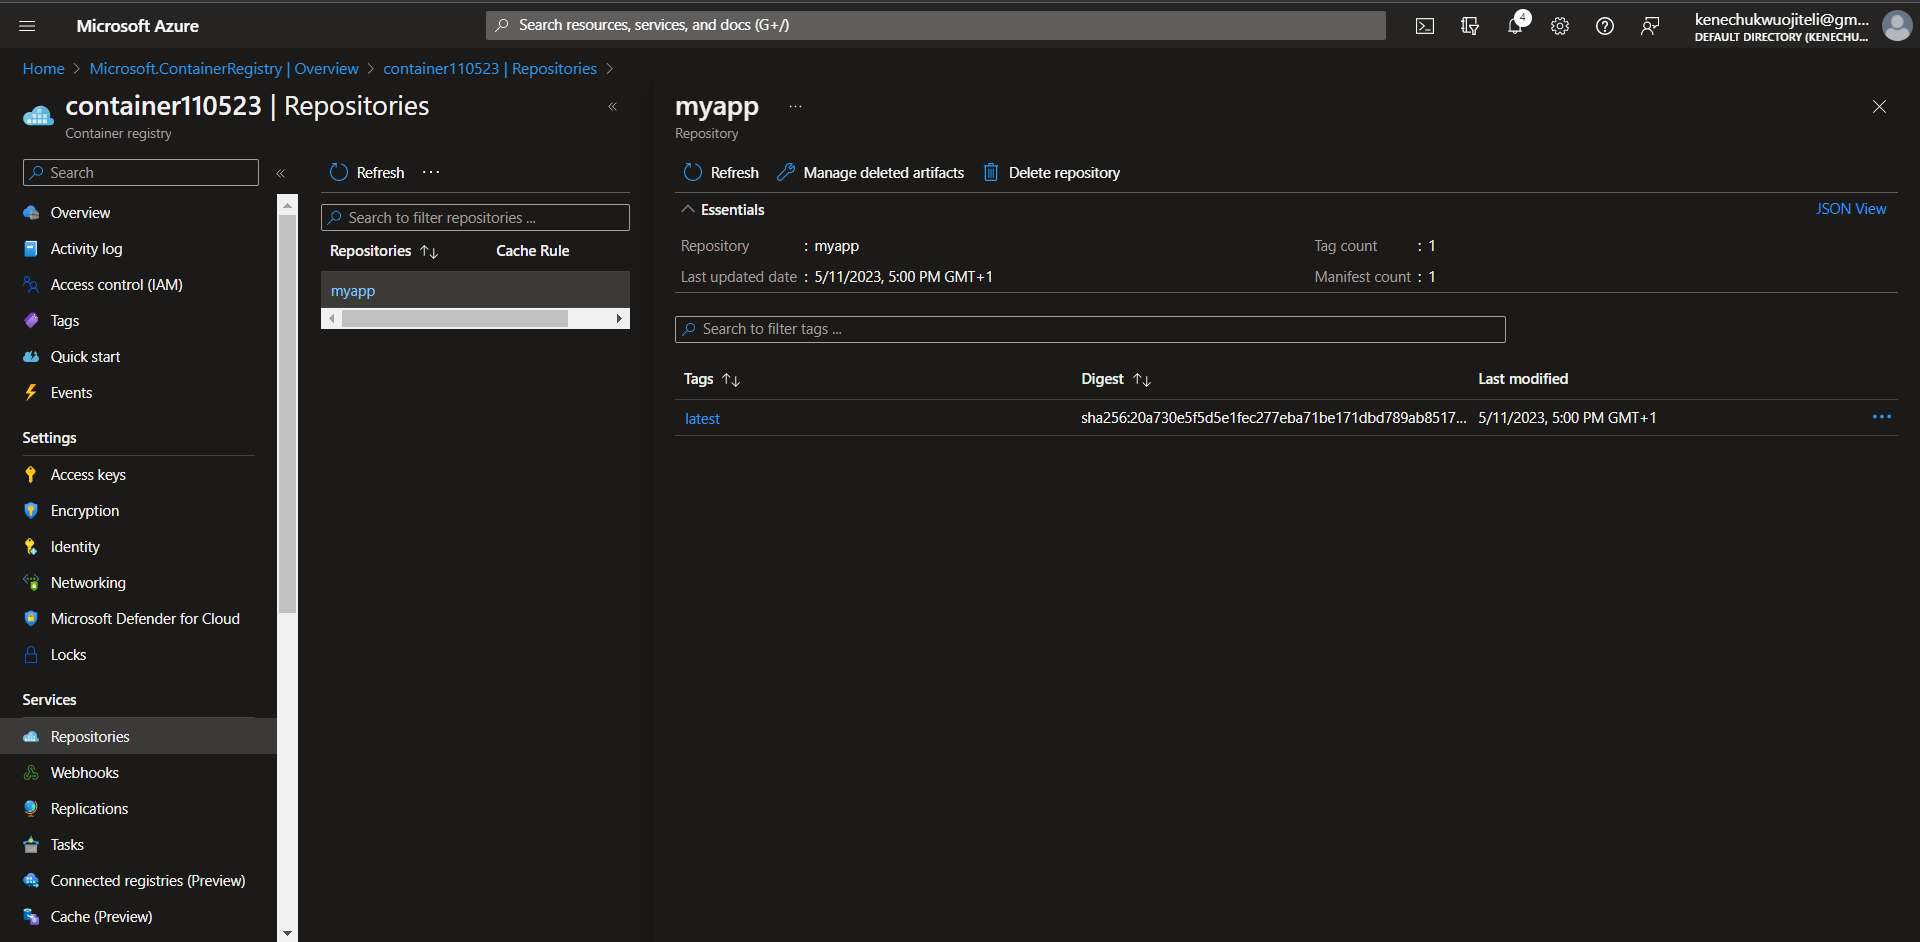 Microsoft Azure
Search resources, services, and docs (G+/)
4
kenechukwuojiteli@gm...
DEFAULT DIRECTORY (KENECHU...
Home > Microsoft.ContainerRegistry | Overview > container110523 | Repositories >
container110523 | Repositories
Container registry
Search
Overview
Activity log
Access control (IAM)
Tags
Quick start
Events
Settings
Access keys
Encryption
Identity
Networking
Microsoft Defender for Cloud
Locks
Services
Repositories
Webhooks
Replications
Tasks
Connected registries (Preview)
Cache (Preview)
Refresh
Search to filter repositories ...
Repositories Cache Rule
myapp
myapp ...
Repository
Refresh Manage deleted artifacts Delete repository
Essentials
JSON View
Repository : myapp
Tag count : 1
Last updated date : 5/11/2023, 5:00 PM GMT+1
Manifest count : 1
Search to filter tags ...
Tags Digest Last modified
latest sha256:20a730e5f5d5e1fec277eba71be171dbd789ab8517... 5/11/2023, 5:00 PM GMT+1